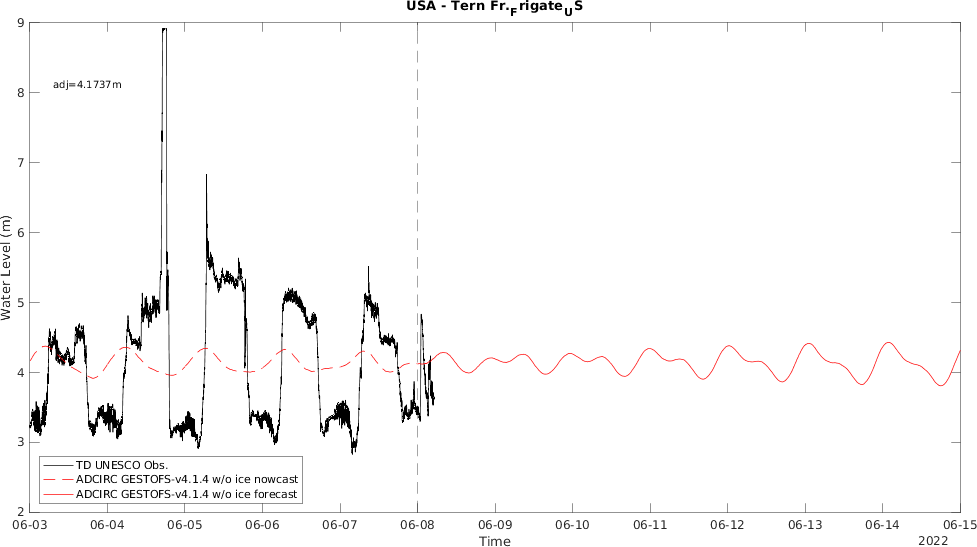 USA - Tern Fr.FrigateUS
9
adj=4.1737m
8
7
6
5
4
3
2
Water Level (m)
TD UNESCO Obs.
ADCIRC GESTOFS-v4.1.4 w/o ice nowcast
ADCIRC GESTOFS-v4.1.4 w/o ice forecast
06-03 06-04 06-05 06-06 06-07 06-08 06-09 06-10 06-11 06-12 06-13 06-14 06-15
Time
2022